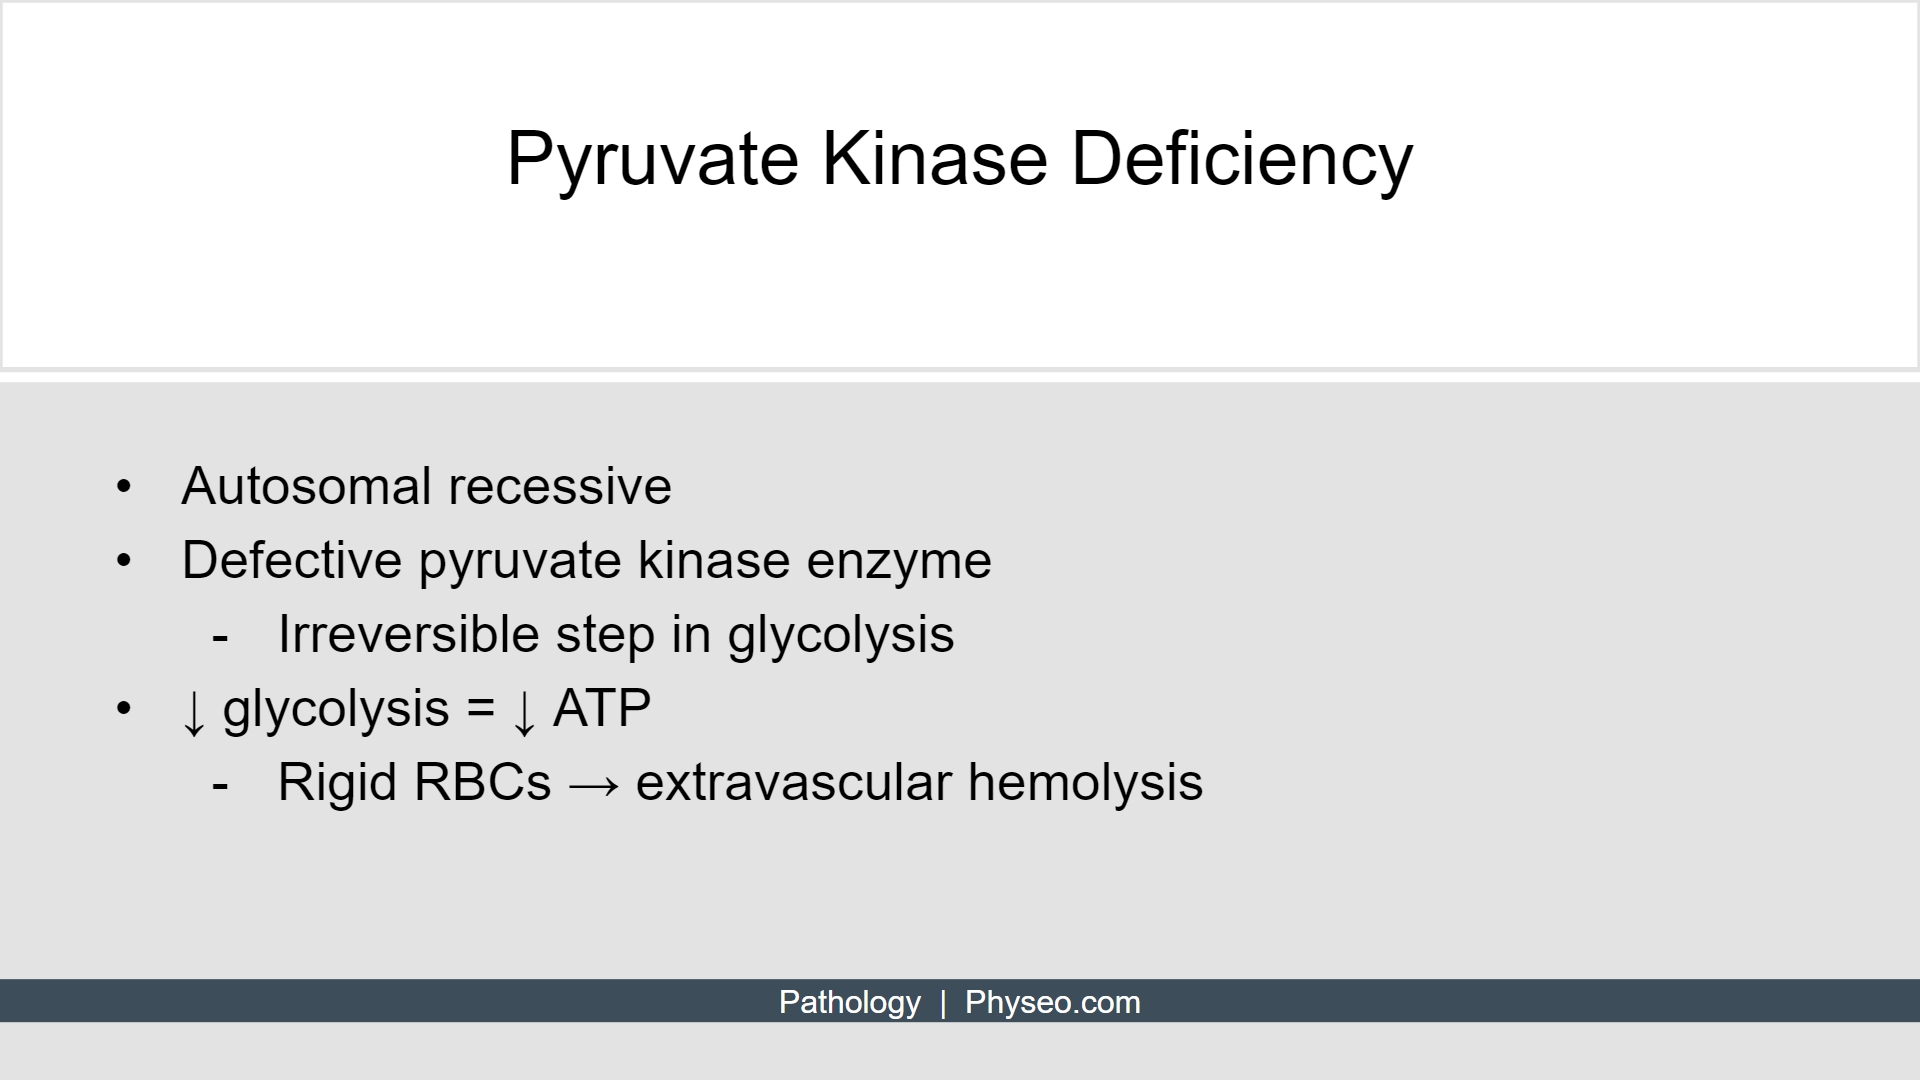 Pyruvate Kinase Deficiency
• Autosomal recessive
• Defective pyruvate kinase enzyme
- Irreversible step in glycolysis
• ↓ glycolysis = ↓ ATP
- Rigid RBCs → extravascular hemolysis
Pathology | Physeo.com